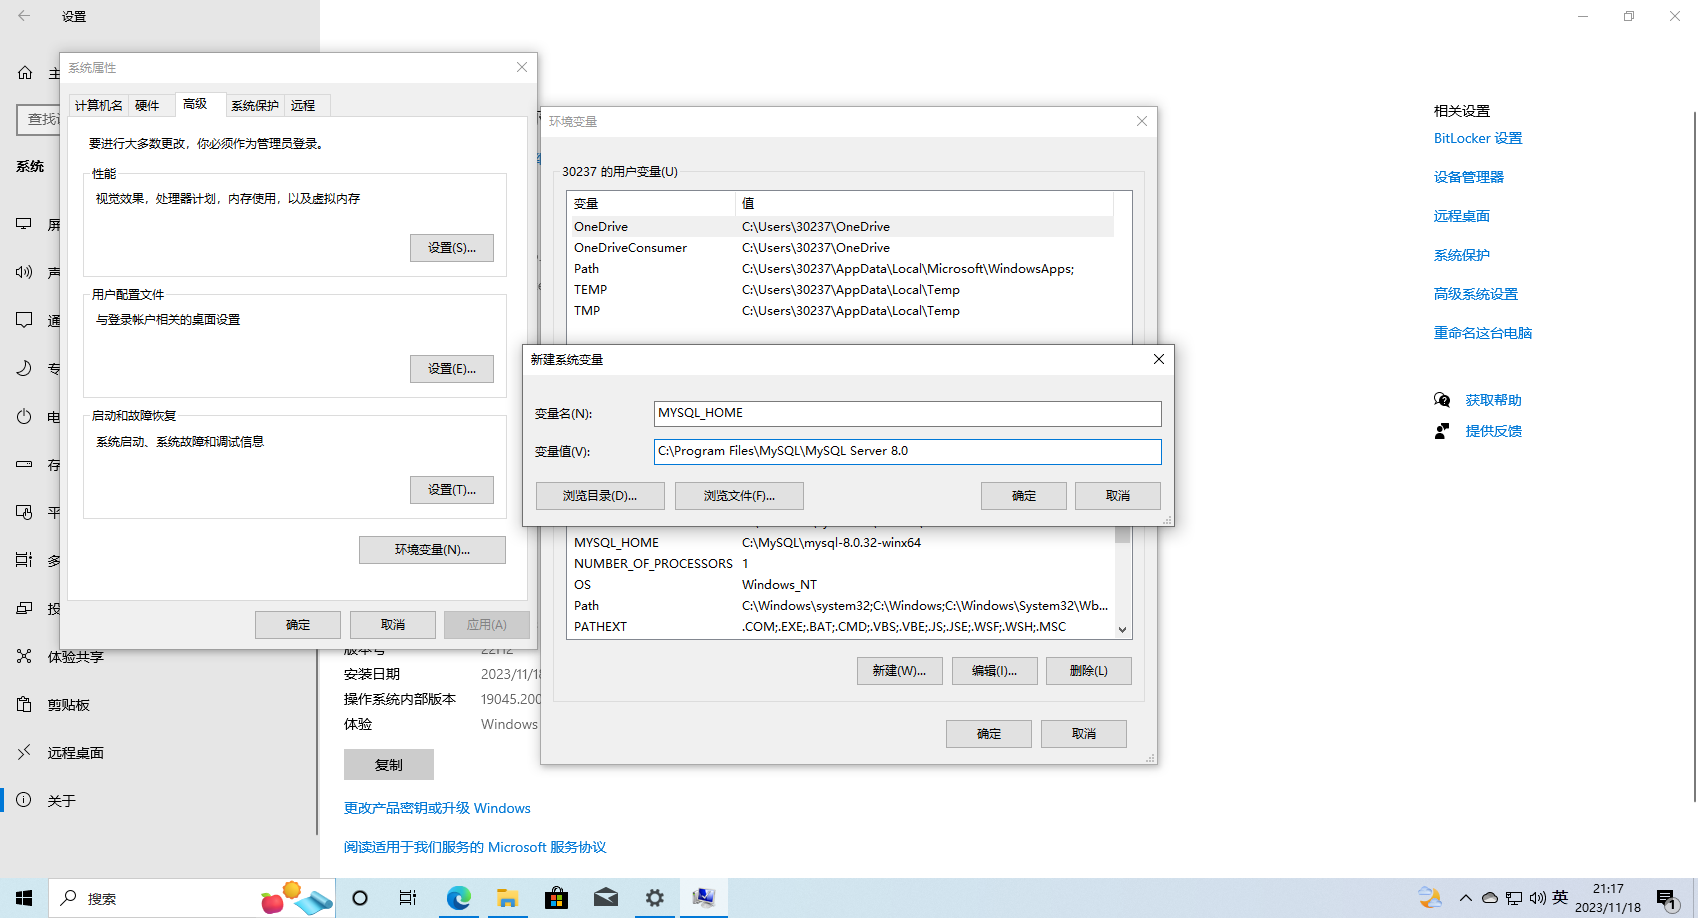 设置
主
查找设
系统
屏
声
通
专
电
存
平
多
投
体验共享
剪贴板
远程桌面
关于
系统属性
计算机名
硬件
高级
系统保护
远程
要进行大多数更改，你必须作为管理员登录。
性能
视觉效果，处理器计划，内存使用，以及虚拟内存
设置(S)...
用户配置文件
与登录帐户相关的桌面设置
设置(E)...
启动和故障恢复
系统启动、系统故障和调试信息
设置(T)...
环境变量(N)...
确定
取消
应用(A)
版本号 22H2
安装日期 2023/11/18
操作系统内部版本 19045.200
体验 Windows
复制
更改产品密钥或升级 Windows
阅读适用于我们服务的 Microsoft 服务协议
环境变量
30237 的用户变量(U)
变量 值
OneDrive C:\Users\30237\OneDrive
OneDriveConsumer C:\Users\30237\OneDrive
Path C:\Users\30237\AppData\Local\Microsoft\WindowsApps;
TEMP C:\Users\30237\AppData\Local\Temp
TMP C:\Users\30237\AppData\Local\Temp
新建系统变量
变量名(N): MYSQL_HOME
变量值(V): C:\Program Files\MySQL\MySQL Server 8.0
浏览目录(D)...
浏览文件(F)...
确定
取消
MYSQL_HOME C:\MySQL\mysql-8.0.32-winx64
NUMBER_OF_PROCESSORS 1
OS Windows_NT
Path C:\Windows\system32;C:\Windows;C:\Windows\System32\Wb...
PATHEXT .COM;.EXE;.BAT;.CMD;.VBS;.VBE;.JS;.JSE;.WSF;.WSH;.MSC
新建(W)...
编辑(I)...
删除(L)
确定
取消
相关设置
BitLocker 设置
设备管理器
远程桌面
系统保护
高级系统设置
重命名这台电脑
获取帮助
提供反馈
搜索
英
21:17
2023/11/18
1